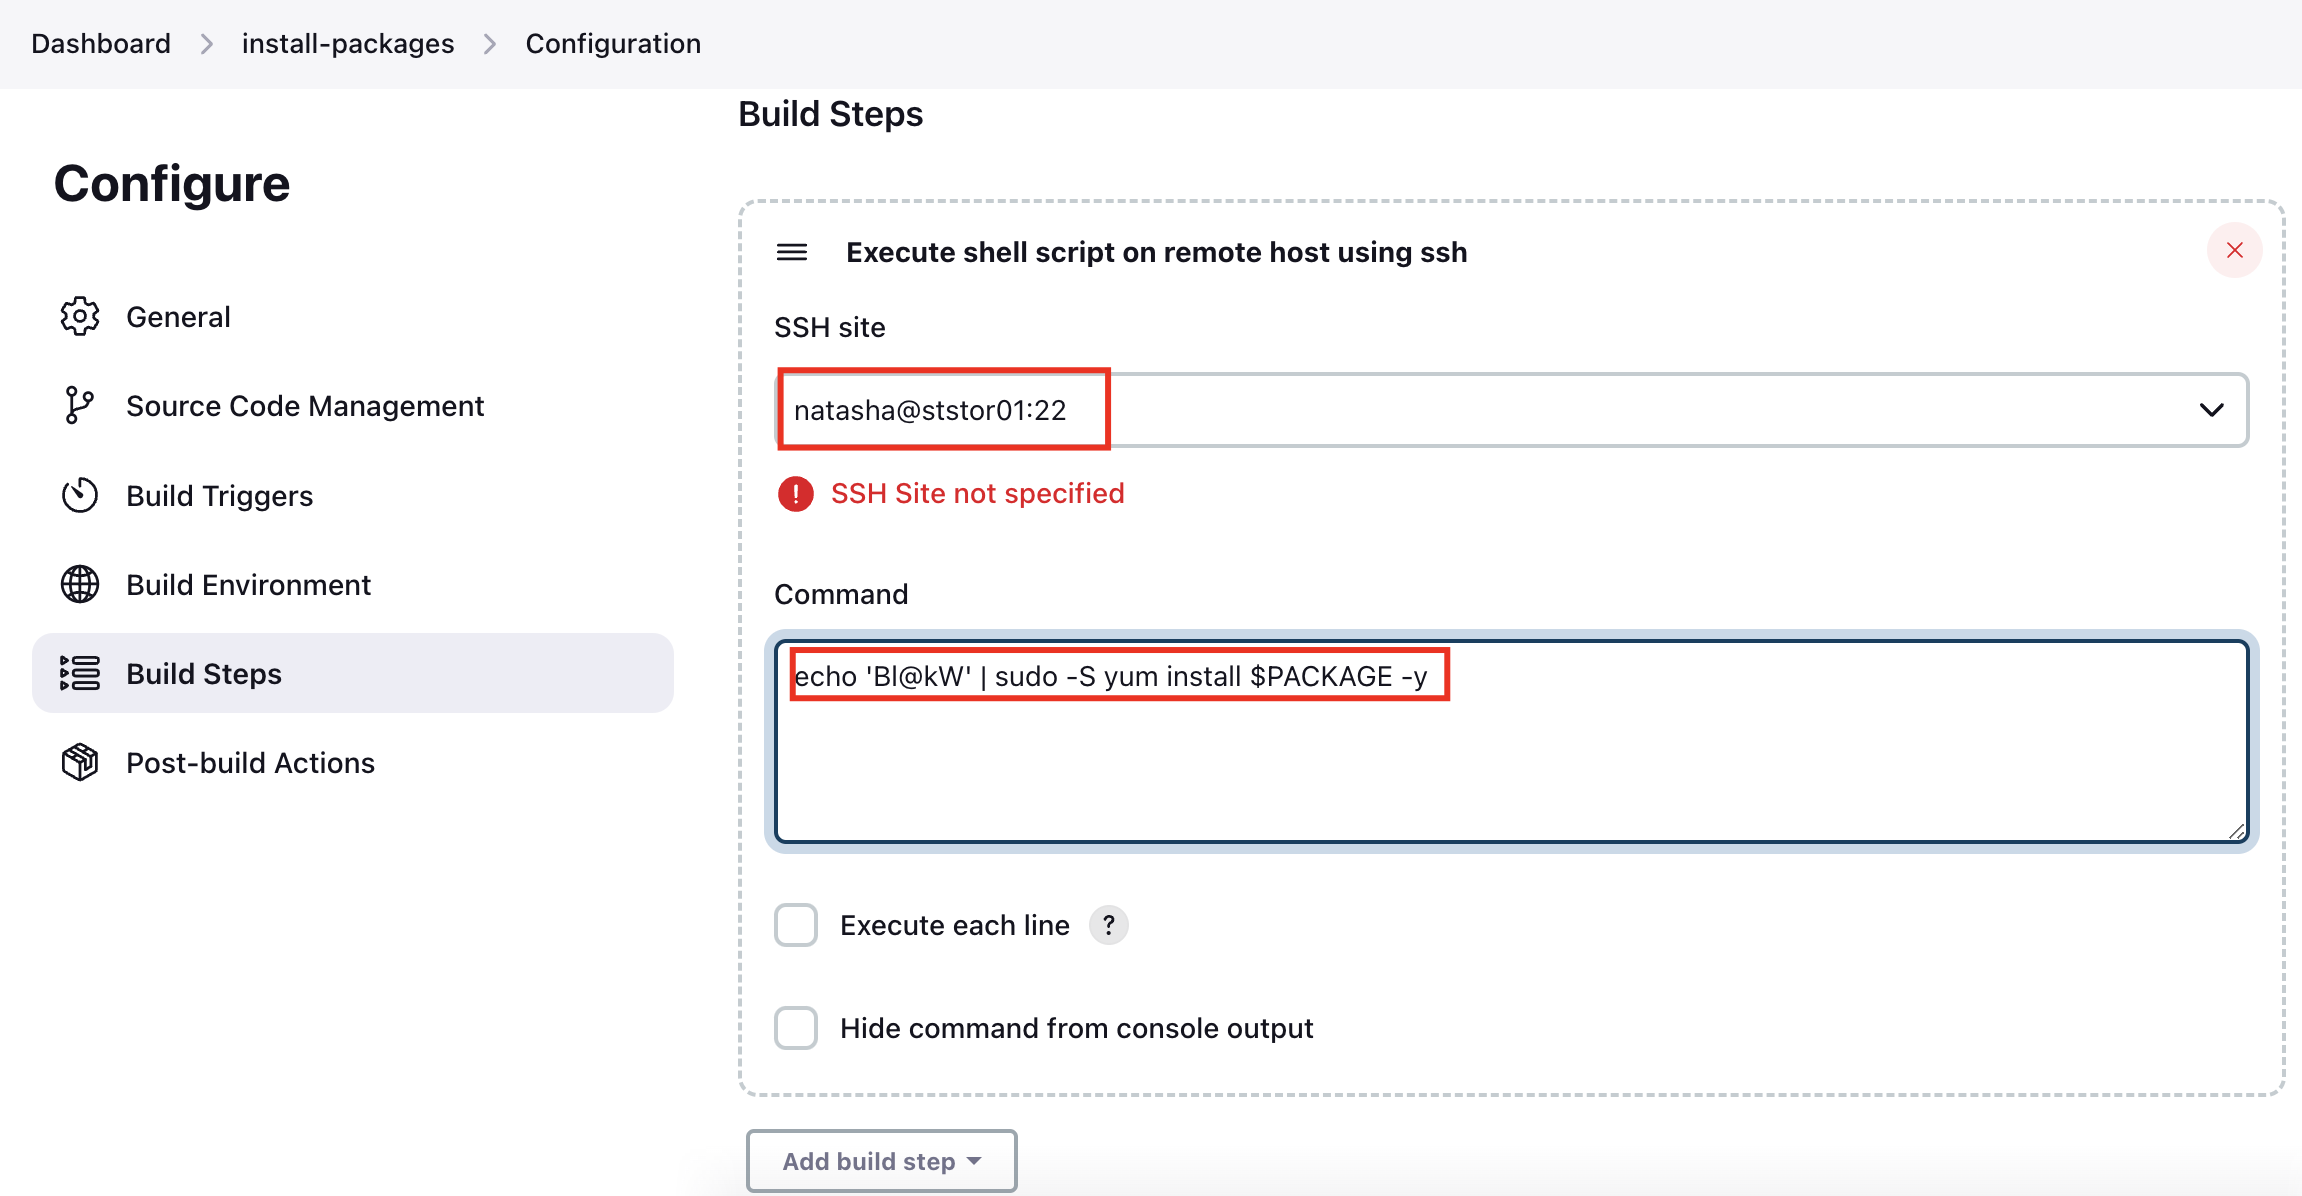 Dashboard > install-packages > Configuration
Build Steps
Configure
General
Source Code Management
Build Triggers
Build Environment
Build Steps
Post-build Actions
Execute shell script on remote host using ssh
SSH site
natasha@ststor01:22
SSH Site not specified
Command
echo 'Bl@kW' | sudo -S yum install $PACKAGE -y
Execute each line ?
Hide command from console output
Add build step